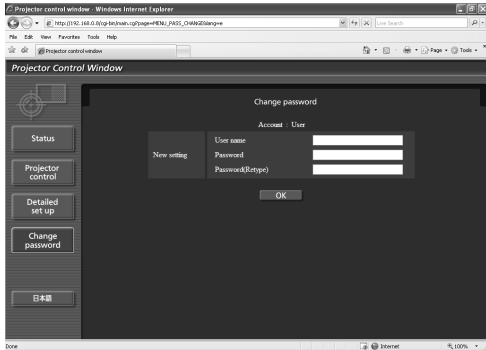 Projector control window - Windows Internet Explorer
http://192.168.0.8/cgi-bin/main.cgi?page=MENU_PASS_CHANGE&lang=e
Live Search
File Edit View Favorites Tools Help
Projector control window
Page Tools
Projector Control Window
Change password
Account : User
Status
New setting
User name
Password
Password(Retype)
Projector
control
OK
Detailed
set up
Change
password
日本語
Done
Internet
100%